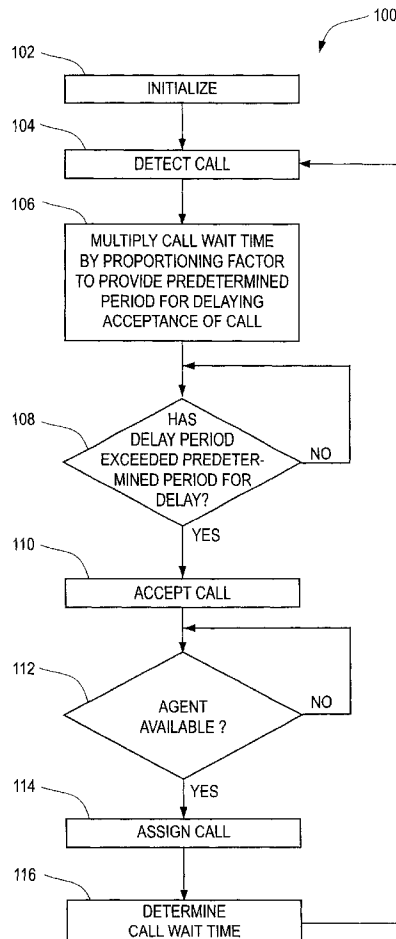 100
102
INITIALIZE
104
DETECT CALL
106
MULTIPLY CALL WAIT TIME
BY PROPORTIONING FACTOR
TO PROVIDE PREDETERMINED
PERIOD FOR DELAYING
ACCEPTANCE OF CALL
108
HAS
DELAY PERIOD
EXCEEDED PREDETER-
MINED PERIOD FOR
DELAY?
NO
YES
110
ACCEPT CALL
112
AGENT
AVAILABLE ?
NO
YES
114
ASSIGN CALL
116
DETERMINE
CALL WAIT TIME